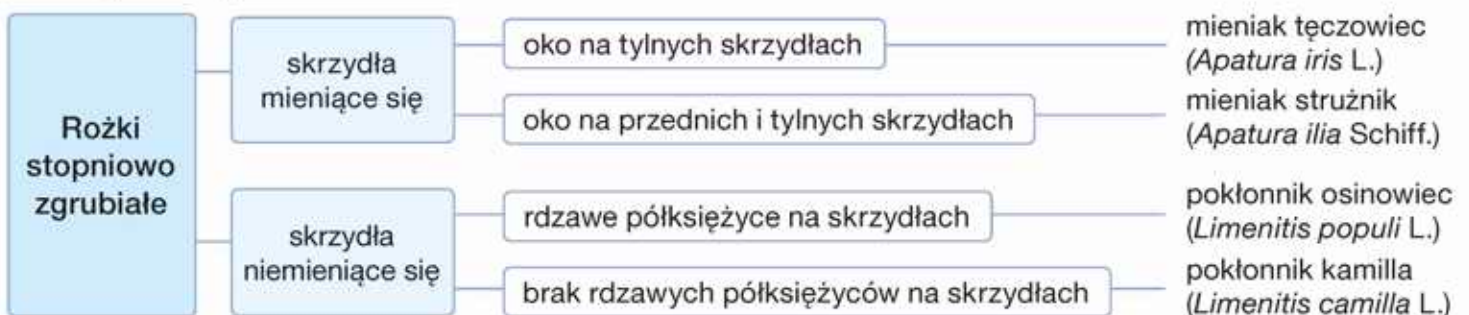 Rożki
stopniowo
zgrubiałe
skrzydła
mieniące się
oko na tylnych skrzydłach
mieniak tęczowiec
(Apatura iris L.)
oko na przednich i tylnych skrzydłach
mieniak strużnik
(Apatura ilia Schiff.)
skrzydła
niemieniące się
rdzawe półksiężyce na skrzydłach
pokłonnik osinowiec
(Limenitis populi L.)
brak rdzawych półksiężyców na skrzydłach
pokłonnik kamilla
(Limenitis camilla L.)